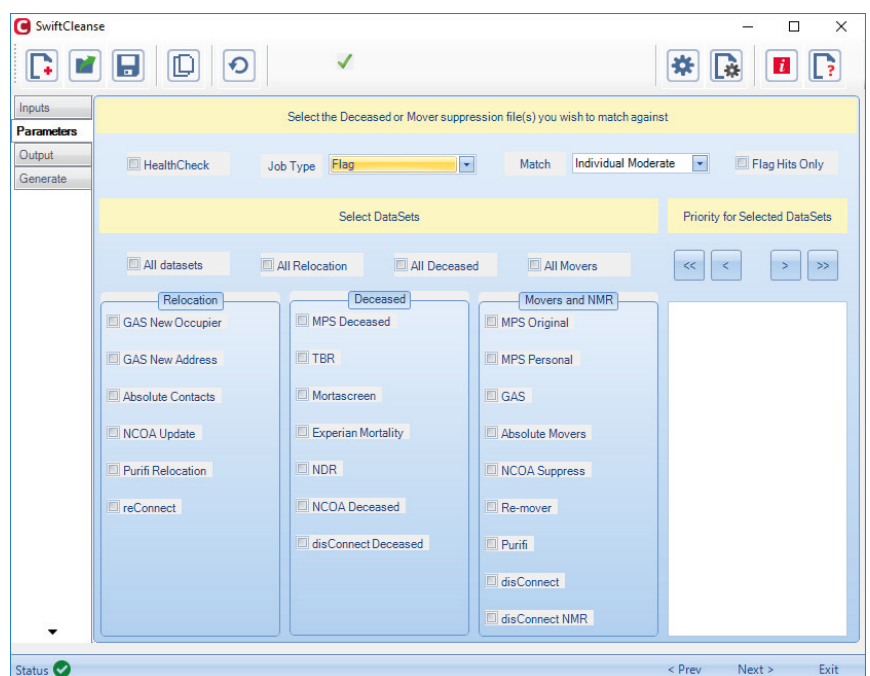 SwiftCleanse
Inputs
Parameters
Output
Generate
Select the Deceased or Mover suppression file(s) you wish to match against
HealthCheck
Job Type
Flag
Match
Individual Moderate
Flag Hits Only
Select DataSets
Priority for Selected DataSets
All datasets
All Relocation
All Deceased
All Movers
<<
<
>
>>
Relocation
GAS New Occupier
GAS New Address
Absolute Contacts
NCOA Update
Purifi Relocation
reConnect
Deceased
MPS Deceased
TBR
Mortascreen
Experian Mortality
NDR
NCOA Deceased
disConnect Deceased
Movers and NMR
MPS Original
MPS Personal
GAS
Absolute Movers
NCOA Suppress
Re-mover
Purifi
disConnect
disConnect NMR
Status
< Prev
Next >
Exit